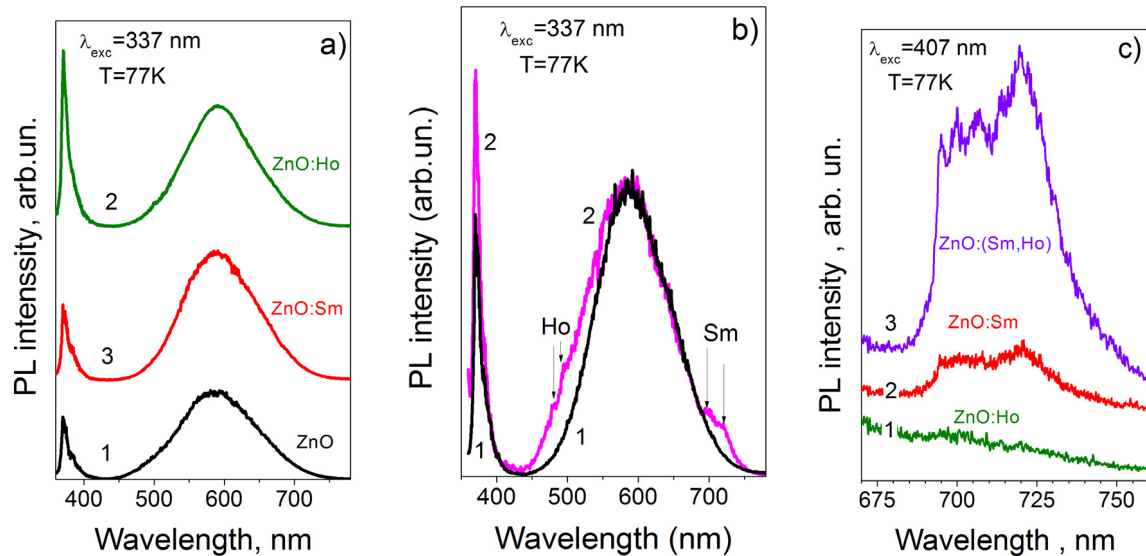 a)
λexc=337 nm
T=77K
ZnO:Ho
2
ZnO:Sm
3
ZnO
1
PL intenssity, arb.un.
400 500 600 700
Wavelength, nm
b)
λexc=337 nm
T=77K
2
2
Ho
Sm
1
1
PL intensity (arb.un.)
400 500 600 700
Wavelength (nm)
c)
λexc=407 nm
T=77K
ZnO:(Sm,Ho)
3
ZnO:Sm
2
ZnO:Ho
1
PL intensity , arb. un.
675 700 725 750
Wavelength , nm